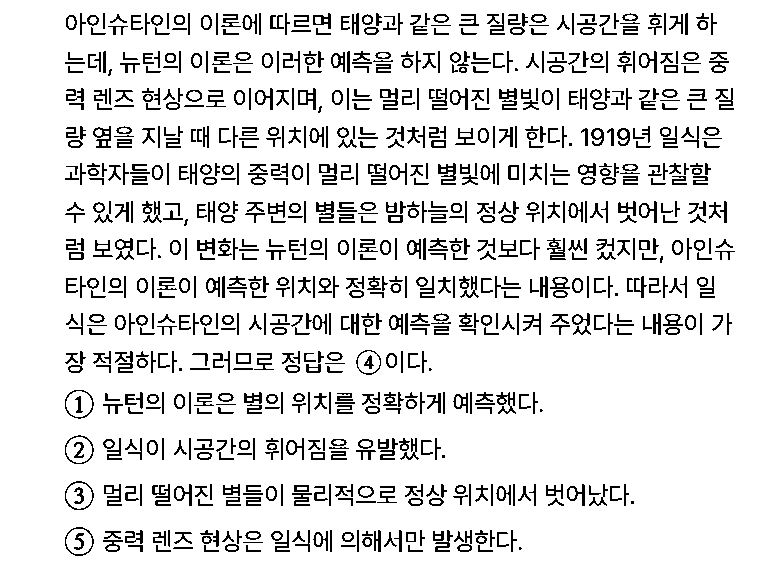 아인슈타인의 이론에 따르면 태양과 같은 큰 질량은 시공간을 휘게 하
는데, 뉴턴의 이론은 이러한 예측을 하지 않는다. 시공간의 휘어짐은 중
력 렌즈 현상으로 이어지며, 이는 멀리 떨어진 별빛이 태양과 같은 큰 질
량 옆을 지날 때 다른 위치에 있는 것처럼 보이게 한다. 1919년 일식은
과학자들이 태양의 중력이 멀리 떨어진 별빛에 미치는 영향을 관찰할
수 있게 했고, 태양 주변의 별들은 밤하늘의 정상 위치에서 벗어난 것처
럼 보였다. 이 변화는 뉴턴의 이론이 예측한 것보다 훨씬 컸지만, 아인슈
타인의 이론이 예측한 위치와 정확히 일치했다는 내용이다. 따라서 일
식은 아인슈타인의 시공간에 대한 예측을 확인시켜 주었다는 내용이 가
장 적절하다. 그러므로 정답은 ④이다.
① 뉴턴의 이론은 별의 위치를 정확하게 예측했다.
② 일식이 시공간의 휘어짐을 유발했다.
③ 멀리 떨어진 별들이 물리적으로 정상 위치에서 벗어났다.
⑤ 중력 렌즈 현상은 일식에 의해서만 발생한다.